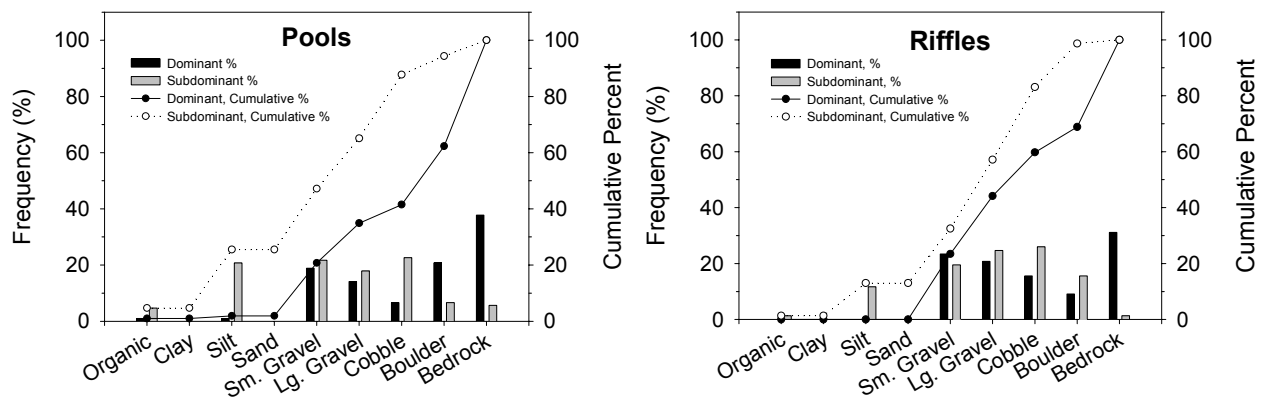 Pools
Dominant %
Subdominant %
Dominant, Cumulative %
Subdominant, Cumulative %
Frequency (%)
100
80
60
40
20
0
Cumulative Percent
100
80
60
40
20
0
Organic
Clay
Silt
Sand
Sm. Gravel
Lg. Gravel
Cobble
Boulder
Bedrock
Riffles
Dominant, %
Subdominant, %
Dominant, Cumulative %
Subdominant, Cumulative %
Frequency (%)
100
80
60
40
20
0
Cumulative Percent
100
80
60
40
20
0
Organic
Clay
Silt
Sand
Sm. Gravel
Lg. Gravel
Cobble
Boulder
Bedrock